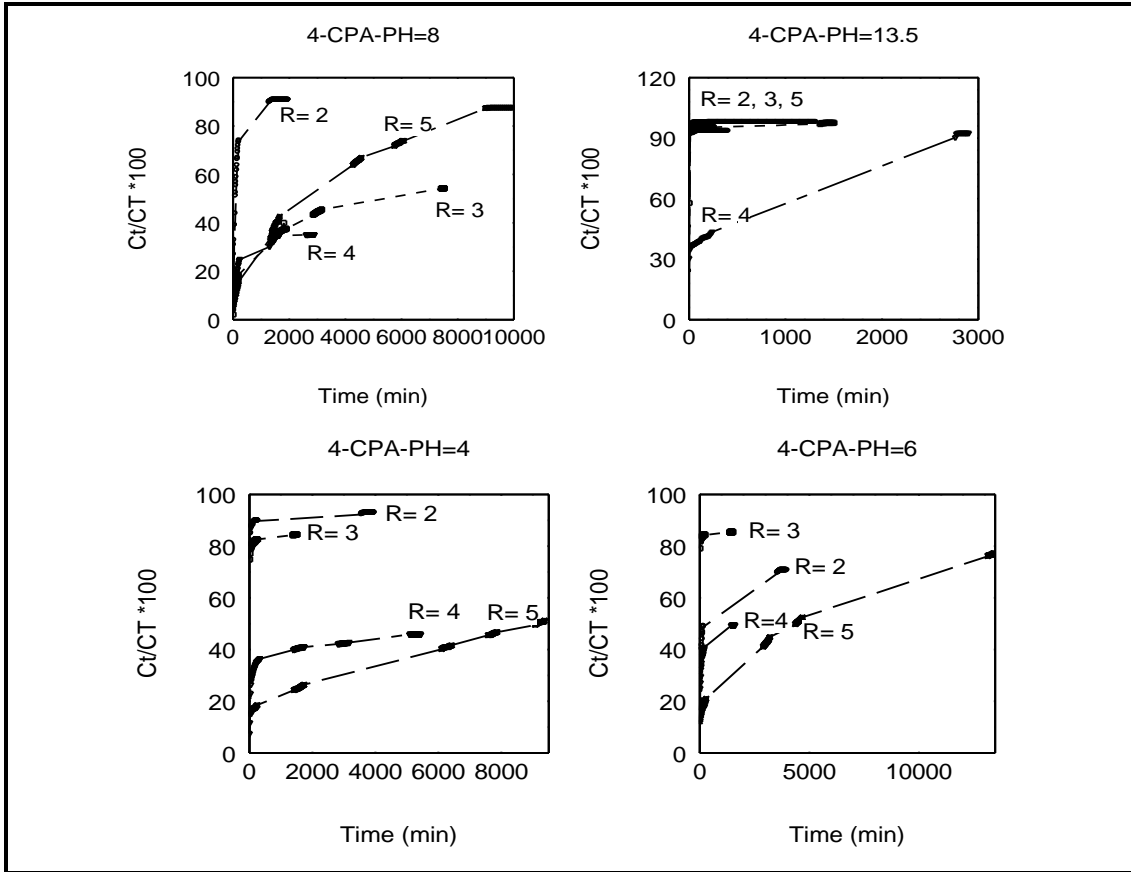 4-CPA-PH=8
100
80
60
40
20
0
Ct/CT *100
R= 2
R= 5
R= 3
R= 4
0 2000 4000 6000 8000 10000
Time (min)
4-CPA-PH=13.5
120
90
60
30
0
Ct/CT *100
R= 2, 3, 5
R= 4
0 1000 2000 3000
Time (min)
4-CPA-PH=4
100
80
60
40
20
0
Ct/CT *100
R= 2
R= 3
R= 4
R= 5
0 2000 4000 6000 8000
Time (min)
4-CPA-PH=6
100
80
60
40
20
0
Ct/CT *100
R= 3
R= 2
R=4
R= 5
0 5000 10000
Time (min)